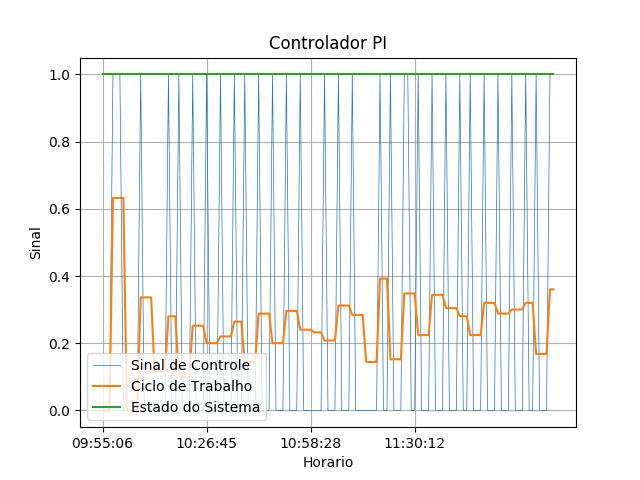 Controlador PI
1.0
0.8
0.6
0.4
0.2
0.0
Sinal
Sinal de Controle
Ciclo de Trabalho
Estado do Sistema
09:55:06 10:26:45 10:58:28 11:30:12
Horario